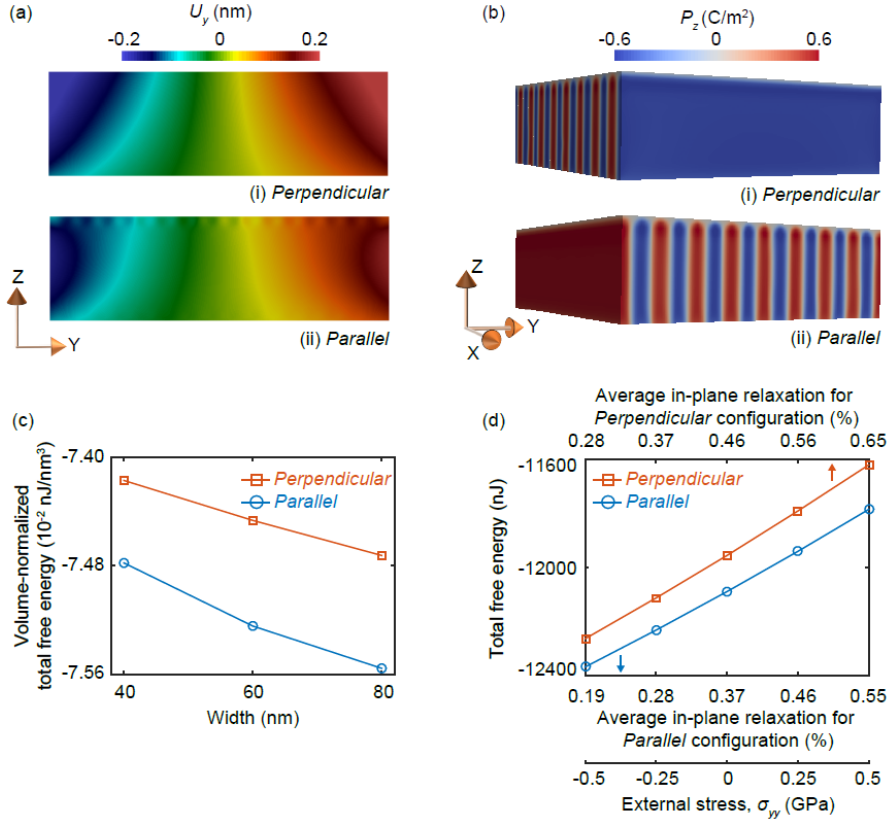 (a)
U_y (nm)
-0.2 0 0.2
(i) Perpendicular
(ii) Parallel
Z
Y
(b)
P_z (C/m²)
-0.6 0 0.6
(i) Perpendicular
(ii) Parallel
Z
Y
X
(c)
Volume-normalized
total free energy (10⁻² nJ/nm³)
-7.40
-7.48
-7.56
Perpendicular
Parallel
40 60 80
Width (nm)
(d)
Average in-plane relaxation for
Perpendicular configuration (%)
0.28 0.37 0.46 0.56 0.65
Total free energy (nJ)
-11600
-12000
-12400
Perpendicular
Parallel
0.19 0.28 0.37 0.46 0.55
Average in-plane relaxation for
Parallel configuration (%)
-0.5 -0.25 0 0.25 0.5
External stress, σ_yy (GPa)